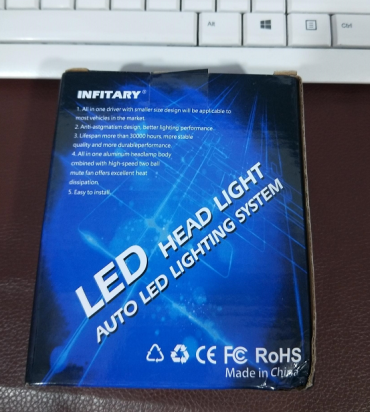 Alt
Ctrl
INFITARY®
1. All in one driver with smaller size design will be applicable to
most vehicles in the market.
2. Anti-astigmatism design, better lighting performance.
3. Lifespan more than 30000 hours, more stable
quality and more durableperformance.
4. All in one aluminum headlamp body
cmbined with high-speed two ball
mute fan offers excellent heat
dissipation,
5. Easy to install.
LED HEAD LIGHT
AUTO LED LIGHTING SYSTEM
CE FC RoHS
Made in China